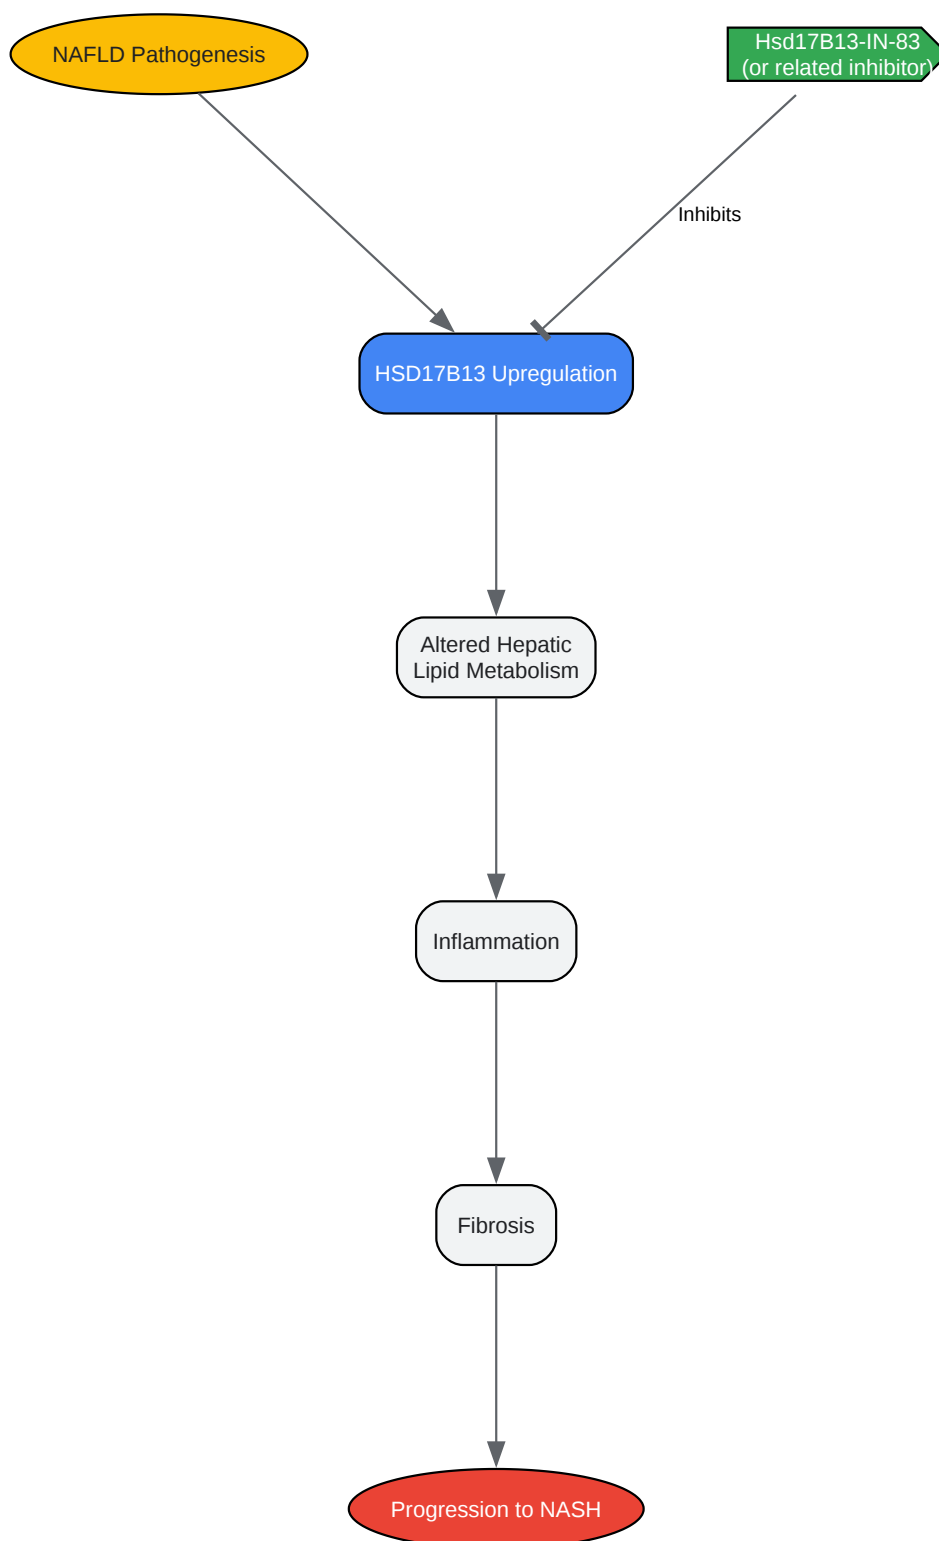 NAFLD Pathogenesis
Hsd17B13-IN-83
(or related inhibitor)
Inhibits
HSD17B13 Upregulation
Altered Hepatic
Lipid Metabolism
Inflammation
Fibrosis
Progression to NASH